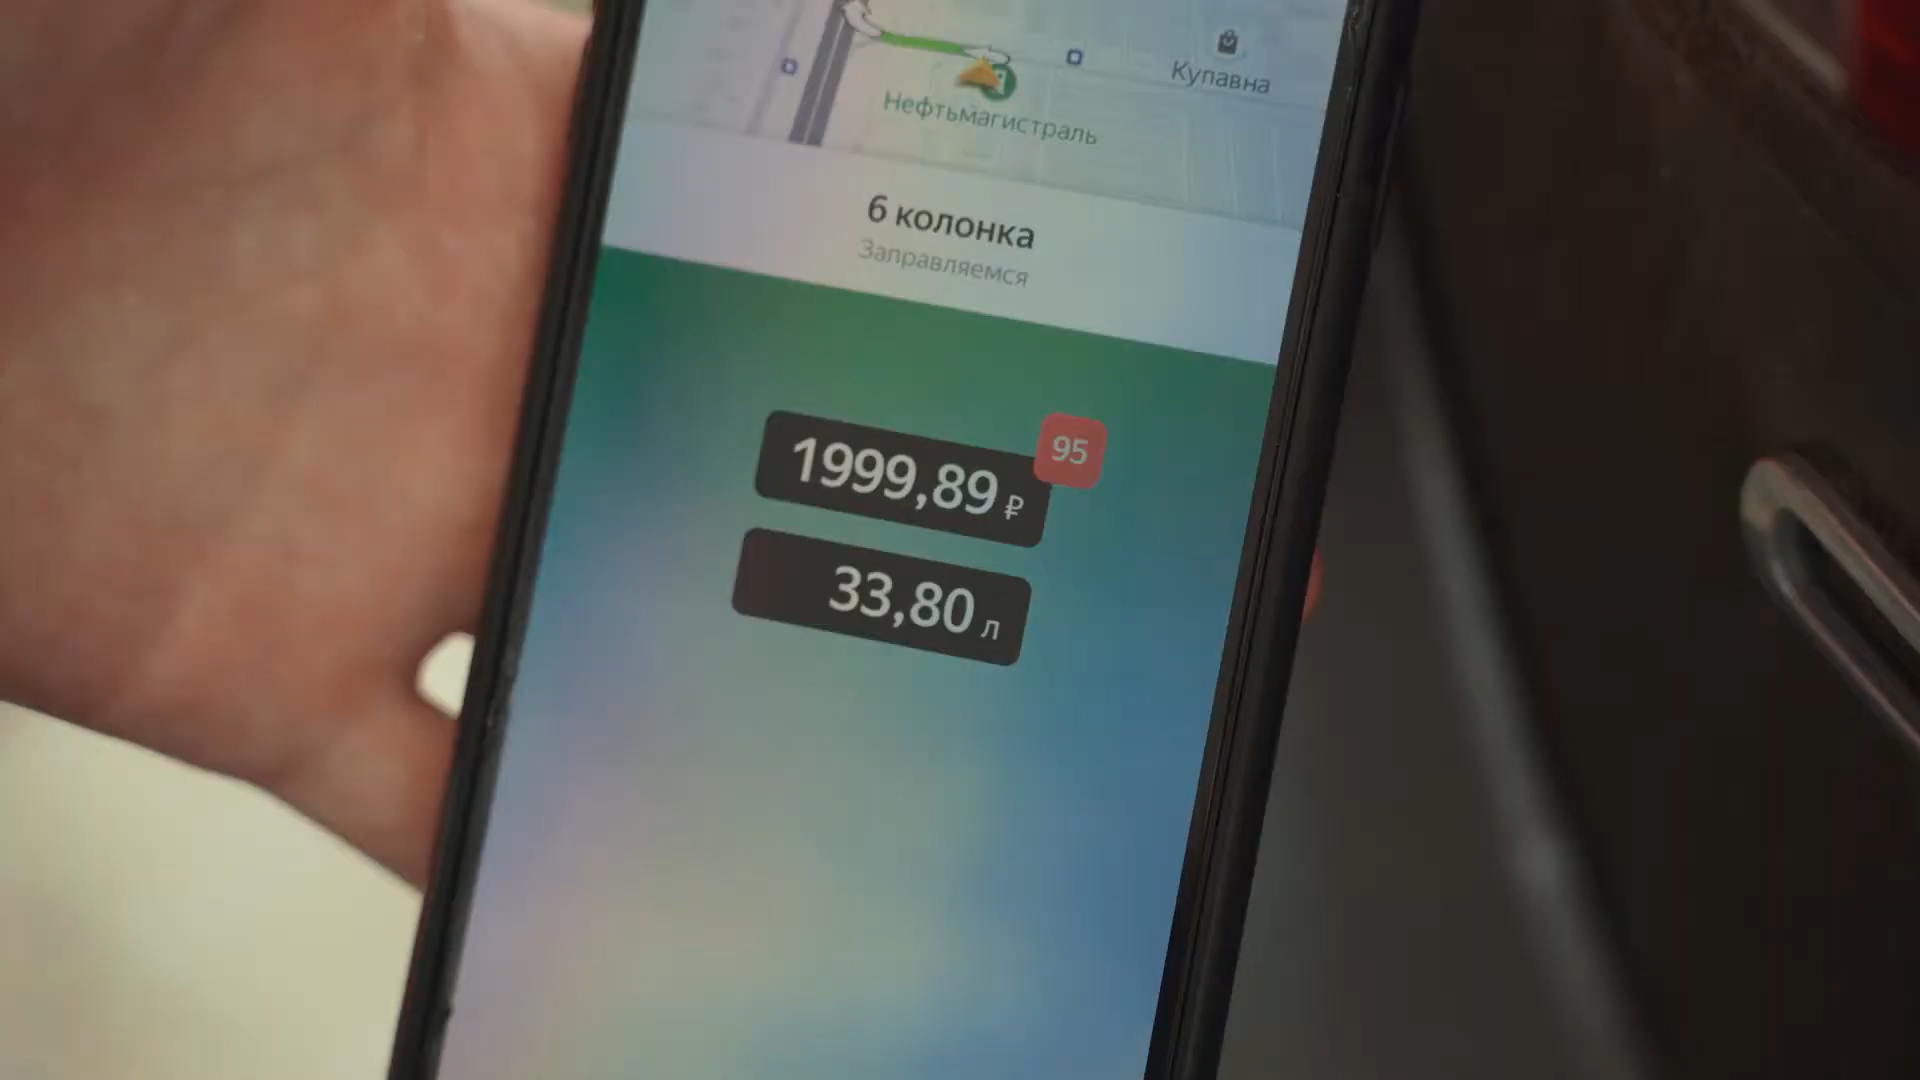 Купавна
Нефтьмагистраль
6 колонка
Заправляемся
95
1999,89 ₽
33,80 л